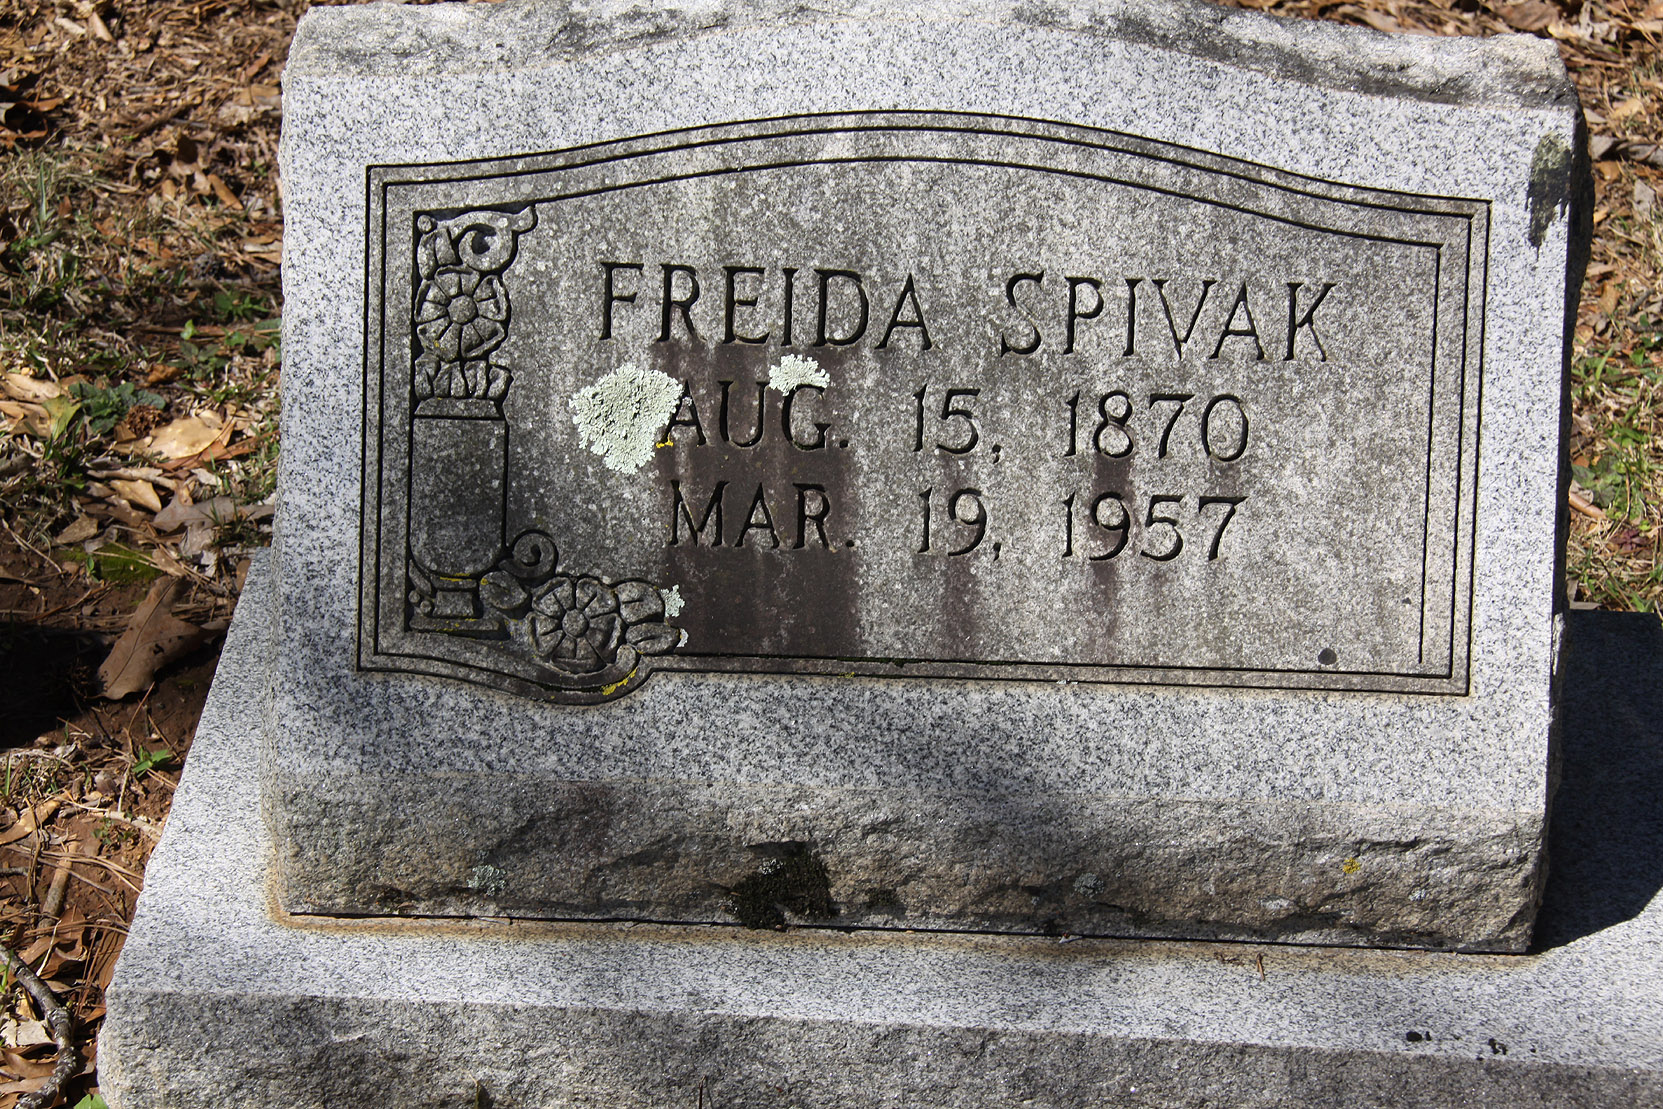 FREIDA SPIVAK
AUG. 15, 1870
MAR. 19, 1957